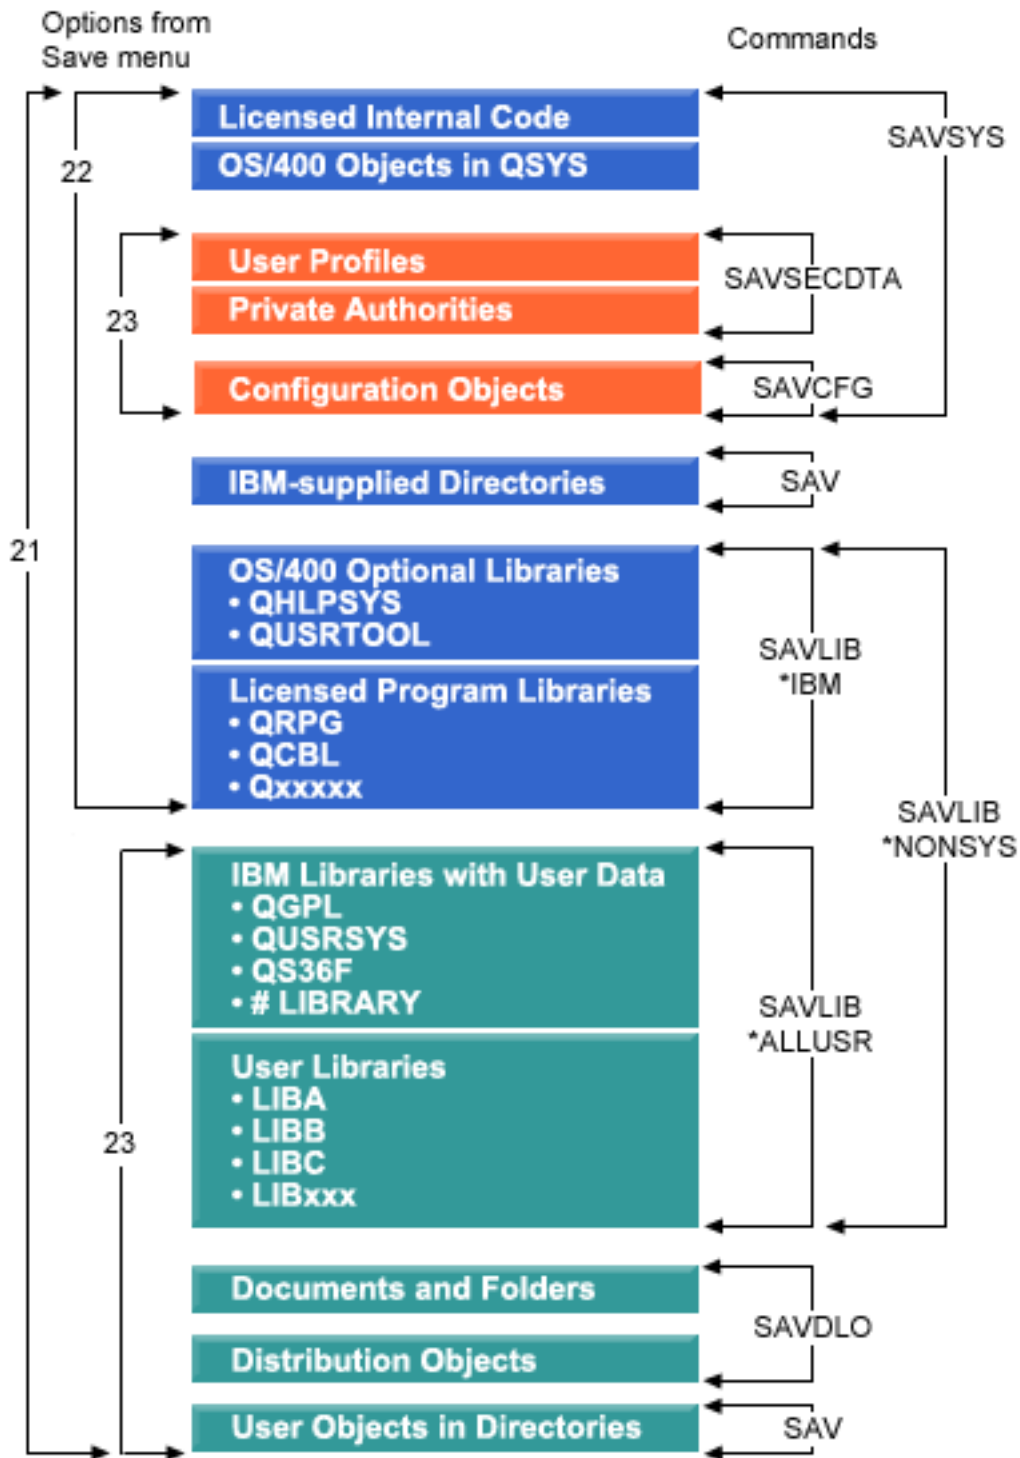 Options from
Save menu
Commands
Licensed Internal Code
OS/400 Objects in QSYS
SAVSYS
22
User Profiles
Private Authorities
SAVSECDTA
23
Configuration Objects
SAVCFG
IBM-supplied Directories
SAV
21
OS/400 Optional Libraries
• QHLPSYS
• QUSRTOOL
SAVLIB
*IBM
Licensed Program Libraries
• QRPG
• QCBL
• Qxxxxx
SAVLIB
*NONSYS
IBM Libraries with User Data
• QGPL
• QUSRSYS
• QS36F
• # LIBRARY
SAVLIB
*ALLUSR
User Libraries
• LIBA
• LIBB
• LIBC
• LIBxxx
23
Documents and Folders
SAVDLO
Distribution Objects
User Objects in Directories
SAV